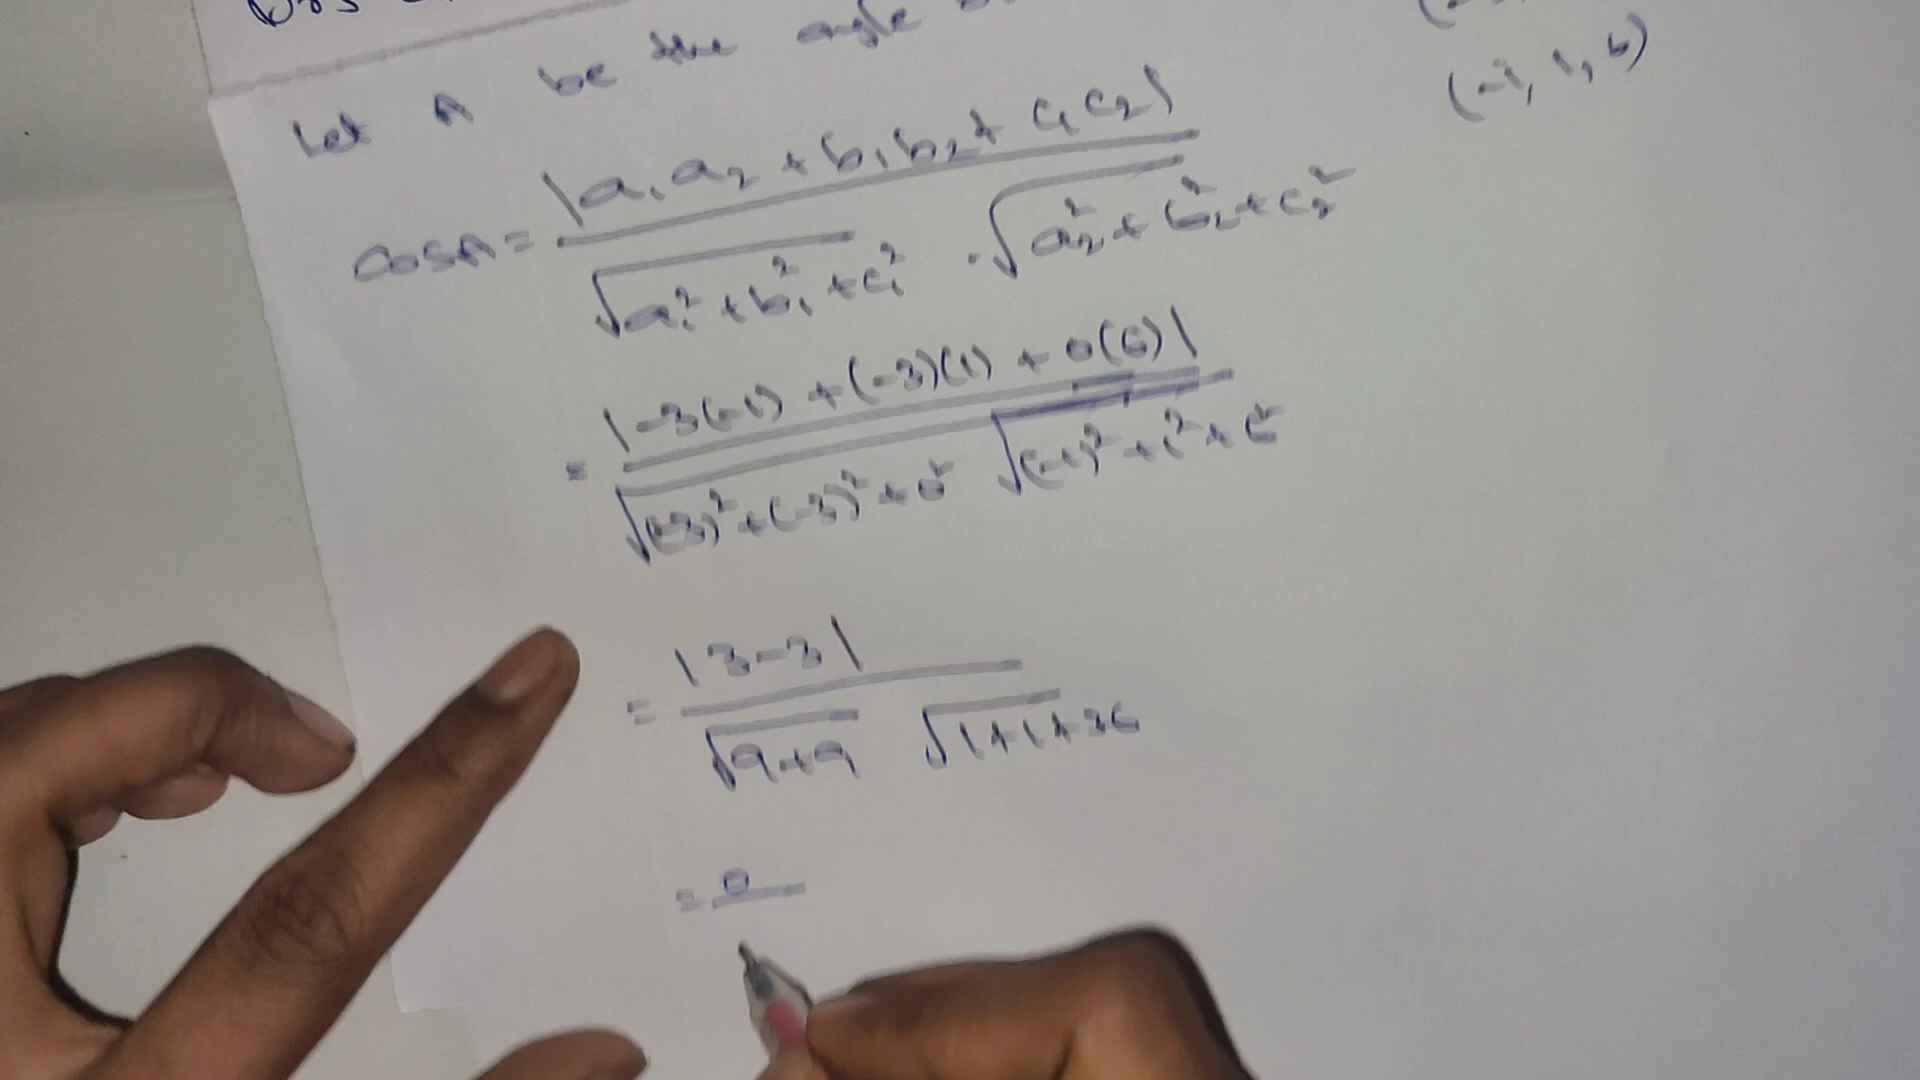 Let A be the angle
(-1, 1, 6)
cosA = |a₁a₂ + b₁b₂ + c₁c₂| / √a₁² + b₁² + c₁² . √a₂² + b₂² + c₂²
= |-3(-1) + (-3)(1) + 0(6)| / √(-3)² + (-3)² + 0² √(-1)² + 1² + 6²
= |3-3| / √9+9 √1+1+36
= 0